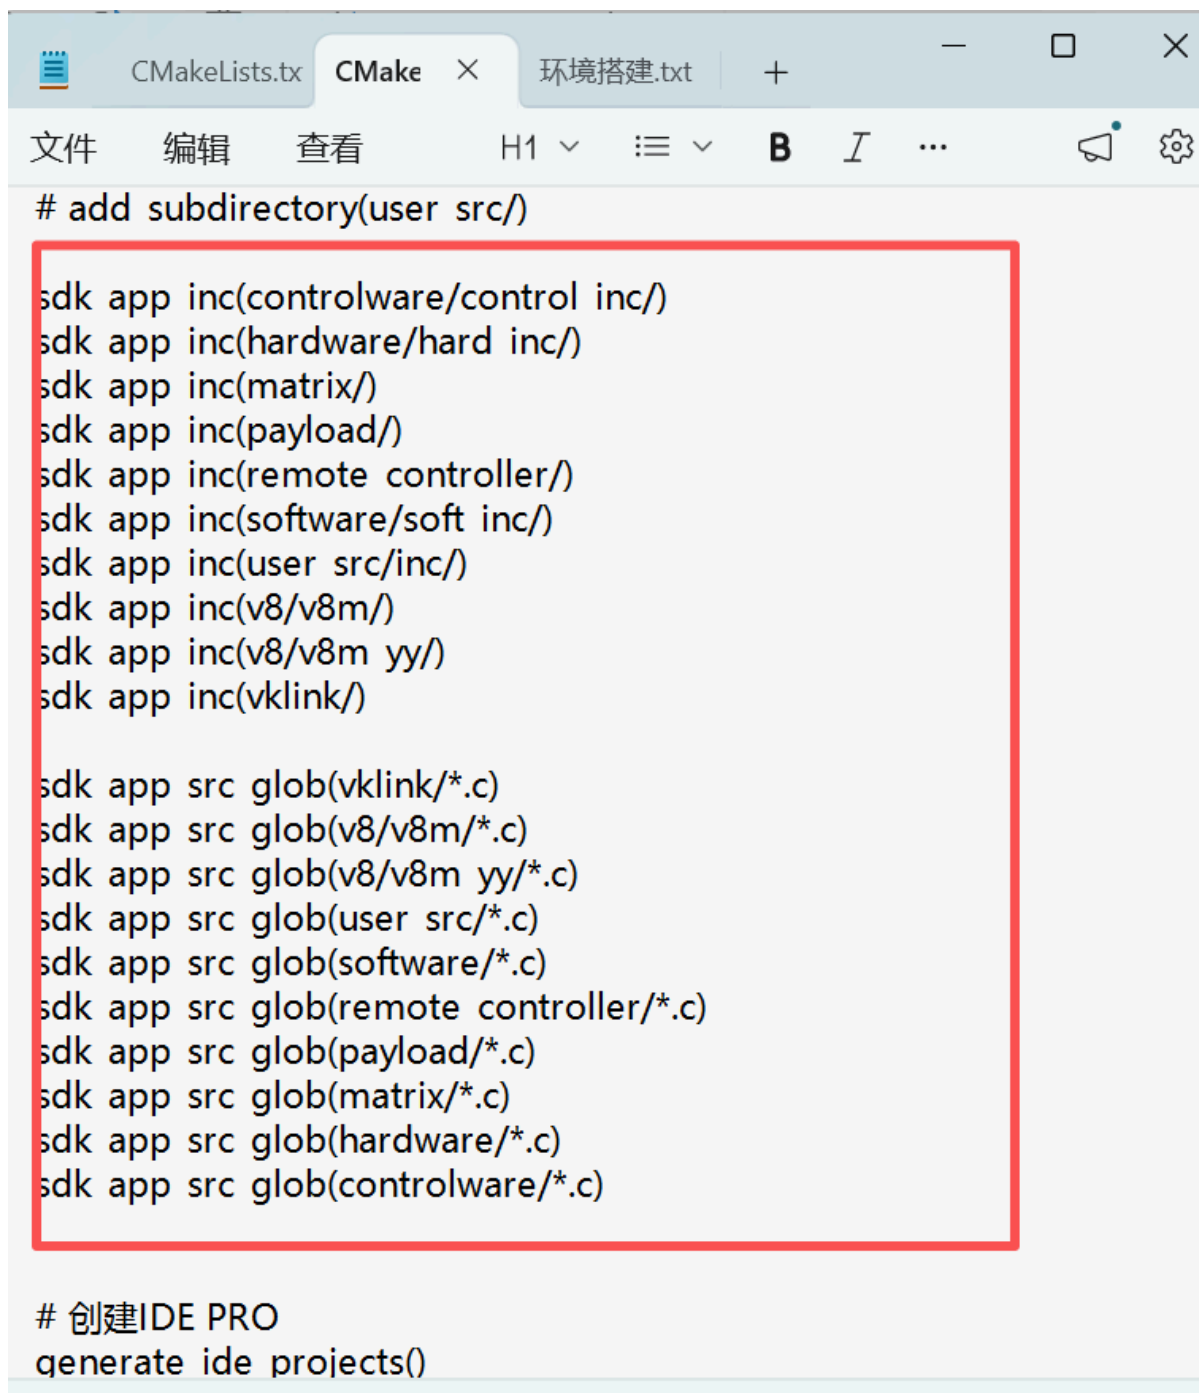 CMakeLists.tx CMake 环境搭建.txt
文件 编辑 查看 H1 B I ...
# add subdirectory(user src/)
sdk app inc(controlware/control inc/)
sdk app inc(hardware/hard inc/)
sdk app inc(matrix/)
sdk app inc(payload/)
sdk app inc(remote controller/)
sdk app inc(software/soft inc/)
sdk app inc(user src/inc/)
sdk app inc(v8/v8m/)
sdk app inc(v8/v8m yy/)
sdk app inc(vklink/)
sdk app src glob(vklink/*.c)
sdk app src glob(v8/v8m/*.c)
sdk app src glob(v8/v8m yy/*.c)
sdk app src glob(user src/*.c)
sdk app src glob(software/*.c)
sdk app src glob(remote controller/*.c)
sdk app src glob(payload/*.c)
sdk app src glob(matrix/*.c)
sdk app src glob(hardware/*.c)
sdk app src glob(controlware/*.c)
# 创建IDE PRO
generate ide projects()